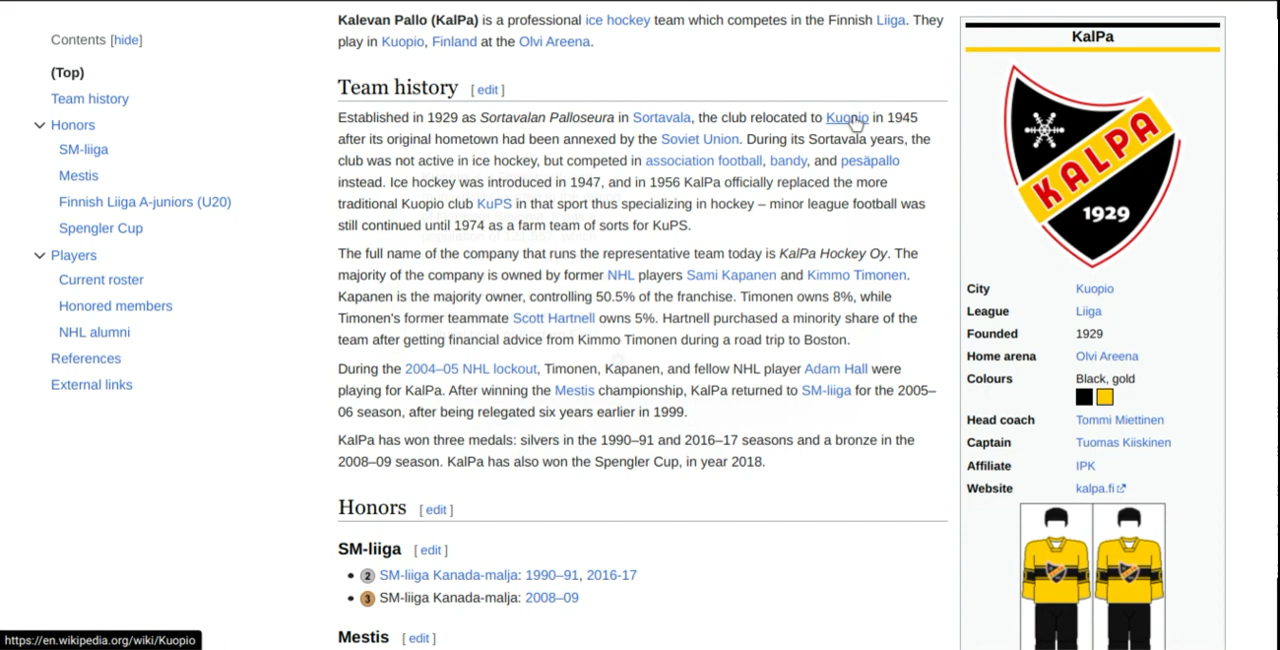 Contents [hide]
(Top)
Team history
Honors
SM-liiga
Mestis
Finnish Liiga A-juniors (U20)
Spengler Cup
Players
Current roster
Honored members
NHL alumni
References
External links
Kalevan Pallo (KalPa) is a professional ice hockey team which competes in the Finnish Liiga. They
play in Kuopio, Finland at the Olvi Areena.
Team history [ edit ]
Established in 1929 as Sortavalan Palloseura in Sortavala, the club relocated to Kuopio in 1945
after its original hometown had been annexed by the Soviet Union. During its Sortavala years, the
club was not active in ice hockey, but competed in association football, bandy, and pesäpallo
instead. Ice hockey was introduced in 1947, and in 1956 KalPa officially replaced the more
traditional Kuopio club KuPS in that sport thus specializing in hockey – minor league football was
still continued until 1974 as a farm team of sorts for KuPS.
The full name of the company that runs the representative team today is KalPa Hockey Oy. The
majority of the company is owned by former NHL players Sami Kapanen and Kimmo Timonen.
Kapanen is the majority owner, controlling 50.5% of the franchise. Timonen owns 8%, while
Timonen's former teammate Scott Hartnell owns 5%. Hartnell purchased a minority share of the
team after getting financial advice from Kimmo Timonen during a road trip to Boston.
During the 2004–05 NHL lockout, Timonen, Kapanen, and fellow NHL player Adam Hall were
playing for KalPa. After winning the Mestis championship, KalPa returned to SM-liiga for the 2005–
06 season, after being relegated six years earlier in 1999.
KalPa has won three medals: silvers in the 1990–91 and 2016–17 seasons and a bronze in the
2008–09 season. KalPa has also won the Spengler Cup, in year 2018.
Honors [ edit ]
SM-liiga [ edit ]
• 2 SM-liiga Kanada-malja: 1990–91, 2016-17
• 3 SM-liiga Kanada-malja: 2008–09
Mestis [ edit ]
KalPa
KALPA
1929
City Kuopio
League Liiga
Founded 1929
Home arena Olvi Areena
Colours Black, gold
Head coach Tommi Miettinen
Captain Tuomas Kiiskinen
Affiliate IPK
Website kalpa.fi
https://en.wikipedia.org/wiki/Kuopio